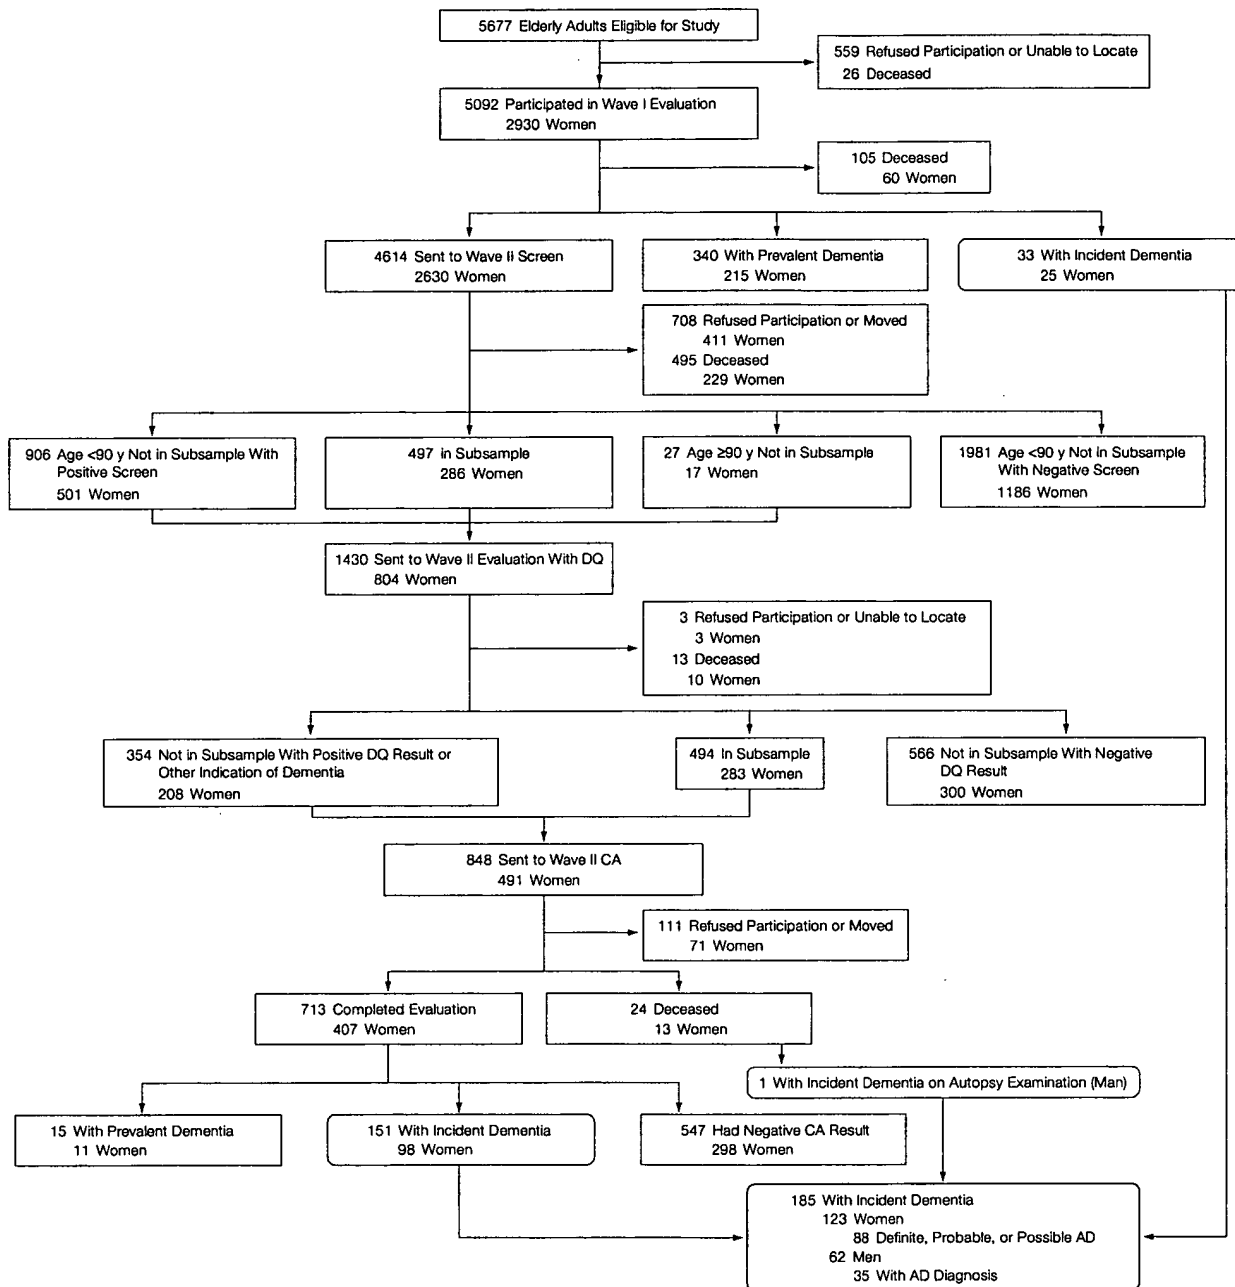 5677 Elderly Adults Eligible for Study
559 Refused Participation or Unable to Locate
26 Deceased
5092 Participated in Wave I Evaluation
2930 Women
105 Deceased
60 Women
4614 Sent to Wave II Screen
2630 Women
340 With Prevalent Dementia
215 Women
33 With Incident Dementia
25 Women
708 Refused Participation or Moved
411 Women
495 Deceased
229 Women
906 Age <90 y Not in Subsample With
Positive Screen
501 Women
497 in Subsample
286 Women
27 Age ≥90 y Not in Subsample
17 Women
1981 Age <90 y Not in Subsample
With Negative Screen
1186 Women
1430 Sent to Wave II Evaluation With DQ
804 Women
3 Refused Participation or Unable to Locate
3 Women
13 Deceased
10 Women
354 Not in Subsample With Positive DQ Result or
Other Indication of Dementia
208 Women
494 In Subsample
283 Women
566 Not in Subsample With Negative
DQ Result
300 Women
848 Sent to Wave II CA
491 Women
111 Refused Participation or Moved
71 Women
713 Completed Evaluation
407 Women
24 Deceased
13 Women
1 With Incident Dementia on Autopsy Examination (Man)
15 With Prevalent Dementia
11 Women
151 With Incident Dementia
98 Women
547 Had Negative CA Result
298 Women
185 With Incident Dementia
123 Women
88 Definite, Probable, or Possible AD
62 Men
35 With AD Diagnosis